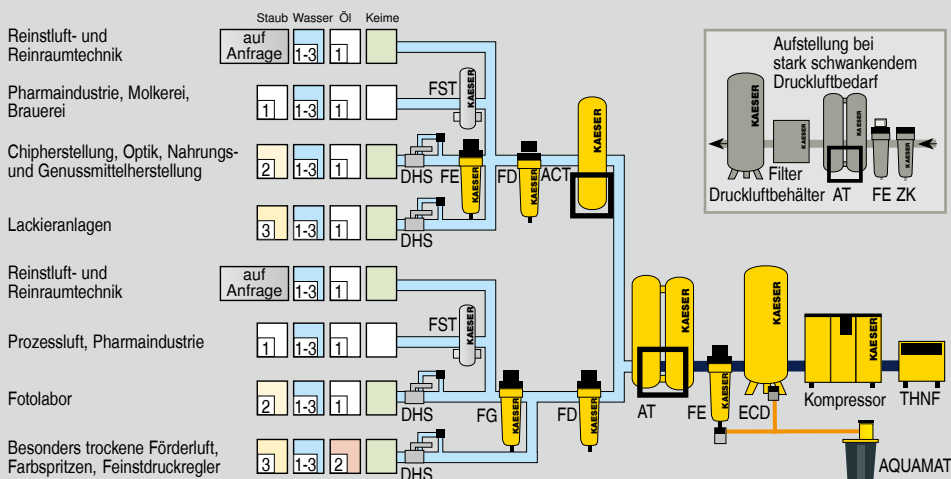 Staub Wasser Öl Keime
Reinstluft- und
Reinraumtechnik
auf
Anfrage
1-3
1
Pharmaindustrie, Molkerei,
Brauerei
1
1-3
1
FST
KAESER
Chipherstellung, Optik, Nahrungs-
und Genussmittelherstellung
2
1-3
1
DHS
FE
KAESER
FD
KAESER
ACT
KAESER
Lackieranlagen
3
1-3
1
DHS
Reinstluft- und
Reinraumtechnik
auf
Anfrage
1-3
1
Prozessluft, Pharmaindustrie
1
1-3
1
FST
KAESER
Fotolabor
2
1-3
1
DHS
FG
KAESER
FD
KAESER
Besonders trockene Förderluft,
Farbspritzen, Feinstdruckregler
3
1-3
2
DHS
AT
KAESER
FE
KAESER
ECD
KAESER
Kompressor
KAESER
THNF
AQUAMAT
Aufstellung bei
stark schwankendem
Druckluftbedarf
KAESER
KAESER
KAESER
KAESER
KAESER
Filter
Druckluftbehälter AT FE ZK